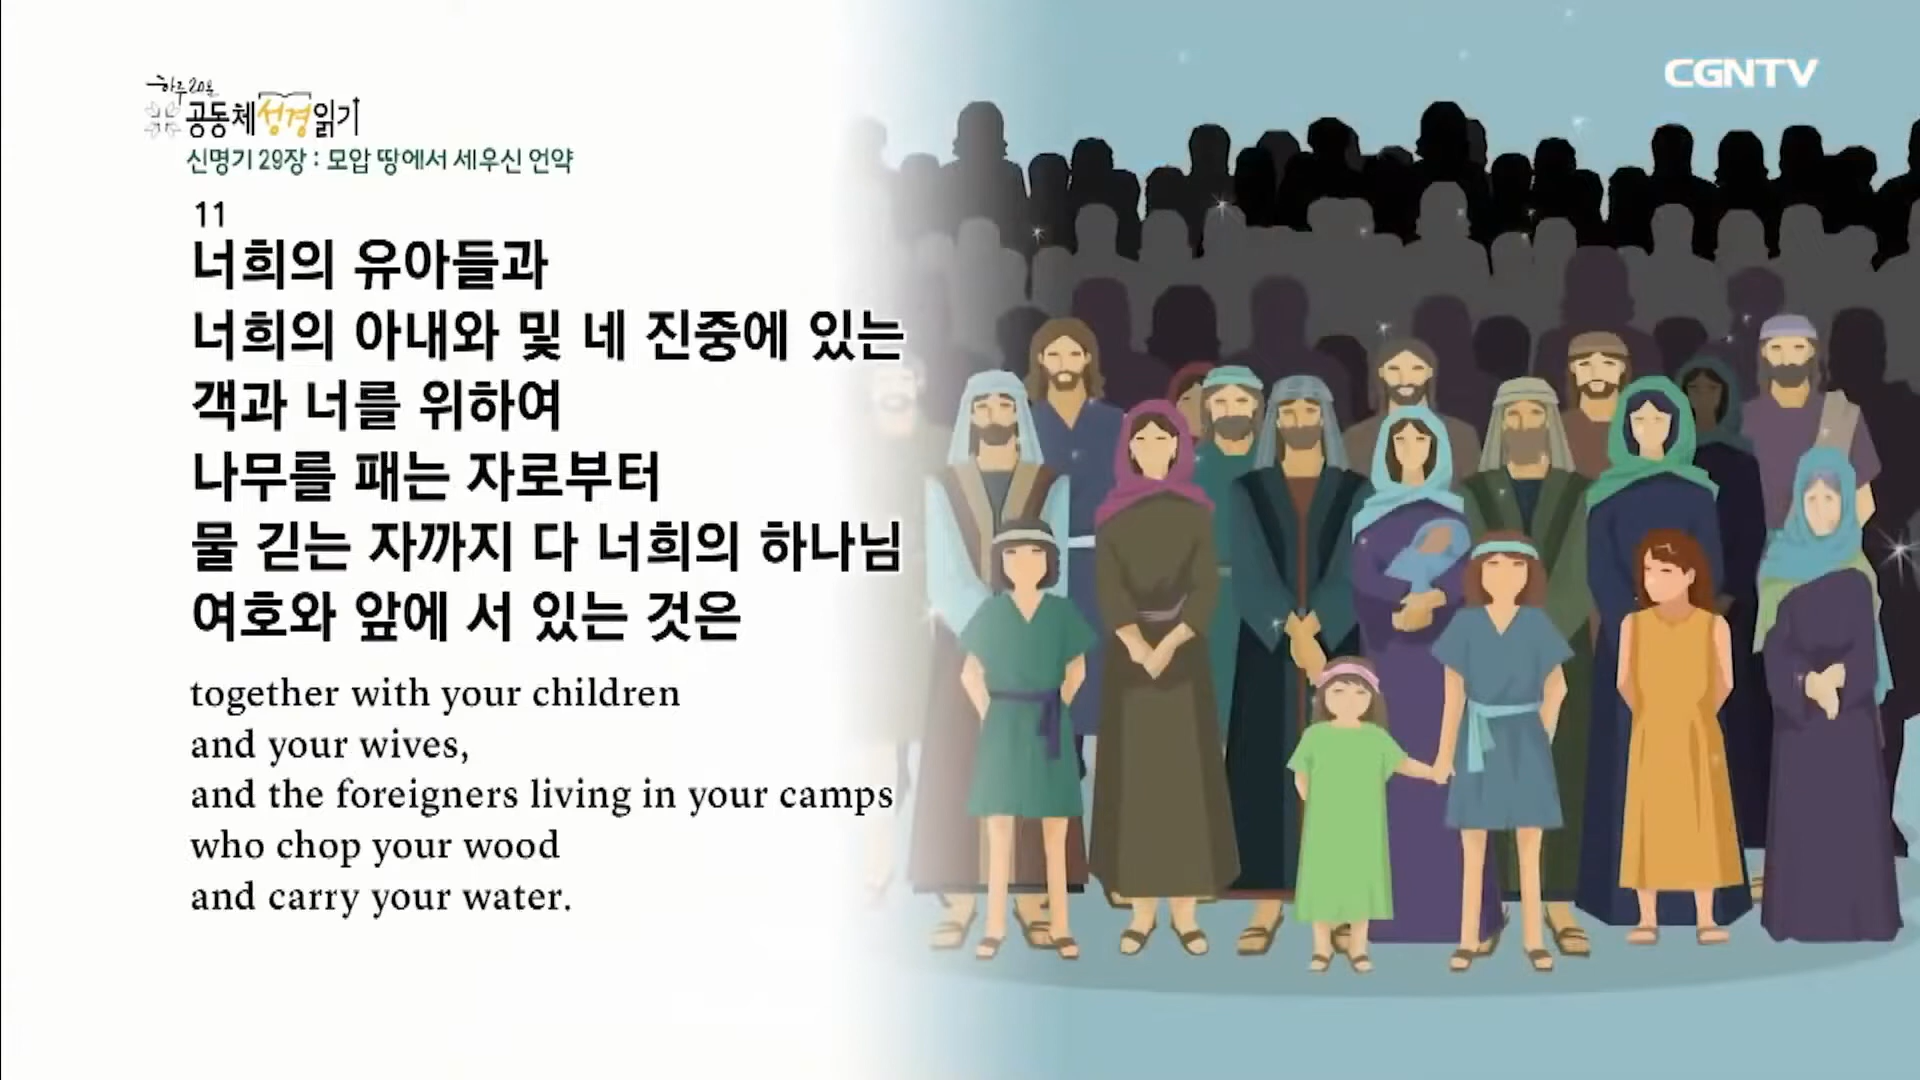 하루 20분
공동체성경읽기
CGNTV
신명기 29장 : 모압 땅에서 세우신 언약
11
너희의 유아들과
너희의 아내와 및 네 진중에 있는
객과 너를 위하여
나무를 패는 자로부터
물 긷는 자까지 다 너희의 하나님
여호와 앞에 서 있는 것은
together with your children
and your wives,
and the foreigners living in your camps
who chop your wood
and carry your water.